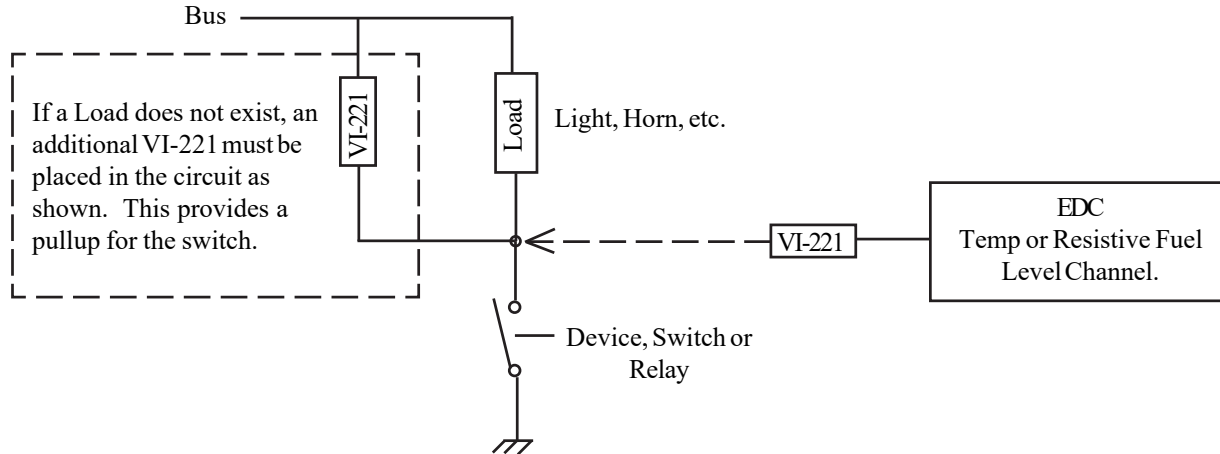 Bus
If a Load does not exist, an
additional VI-221 must be
placed in the circuit as
shown. This provides a
pullup for the switch.
VI-221
Load
Light, Horn, etc.
VI-221
EDC
Temp or Resistive Fuel
Level Channel.
Device, Switch or
Relay